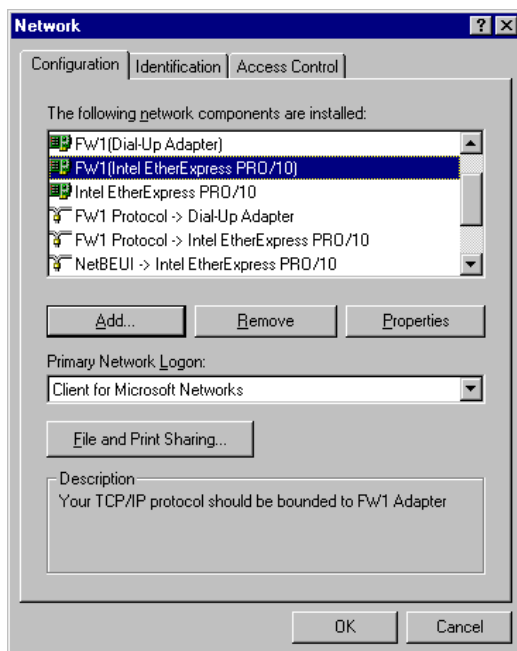 Network
Configuration Identification Access Control
The following network components are installed:
FW1(Dial-Up Adapter)
FW1(Intel EtherExpress PRO/10)
Intel EtherExpress PRO/10
FW1 Protocol -> Dial-Up Adapter
FW1 Protocol -> Intel EtherExpress PRO/10
NetBEUI -> Intel EtherExpress PRO/10
Add... Remove Properties
Primary Network Logon:
Client for Microsoft Networks
File and Print Sharing...
Description
Your TCP/IP protocol should be bounded to FW1 Adapter
OK Cancel